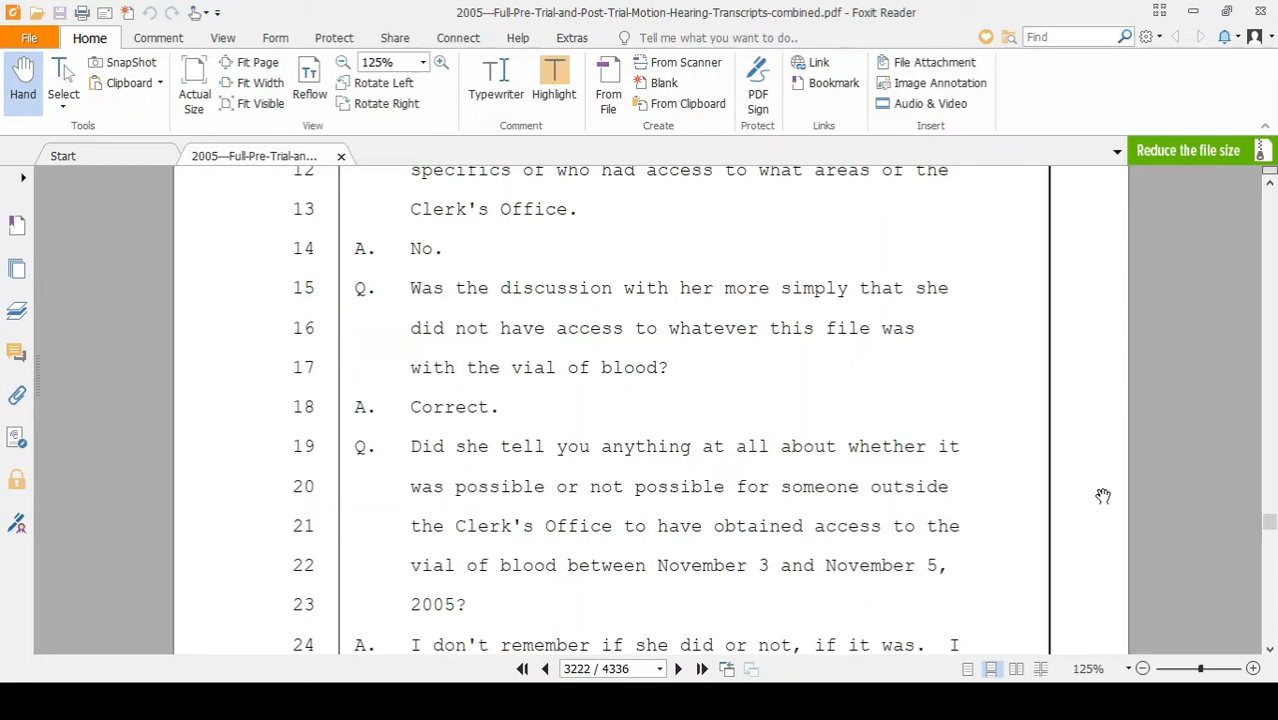 2005---Full-Pre-Trial-and-Post-Trial-Motion-Hearing-Transcripts-combined.pdf - Foxit Reader
File Home Comment View Form Protect Share Connect Help Extras Tell me what you want to do.. Find
Hand
Select
SnapShot
Clipboard
Tools
Actual Size
Fit Page
Fit Width
Fit Visible
Reflow
125%
Rotate Left
Rotate Right
View
Typewriter
Highlight
Comment
From File
From Scanner
Blank
From Clipboard
Create
PDF Sign
Protect
Link
Bookmark
Links
File Attachment
Image Annotation
Audio & Video
Insert
Start
2005---Full-Pre-Trial-an...
Reduce the file size
12 specifics of who had access to what areas of the
13 Clerk's Office.
14 A. No.
15 Q. Was the discussion with her more simply that she
16 did not have access to whatever this file was
17 with the vial of blood?
18 A. Correct.
19 Q. Did she tell you anything at all about whether it
20 was possible or not possible for someone outside
21 the Clerk's Office to have obtained access to the
22 vial of blood between November 3 and November 5,
23 2005?
24 A. I don't remember if she did or not, if it was. I
3222 / 4336
125%